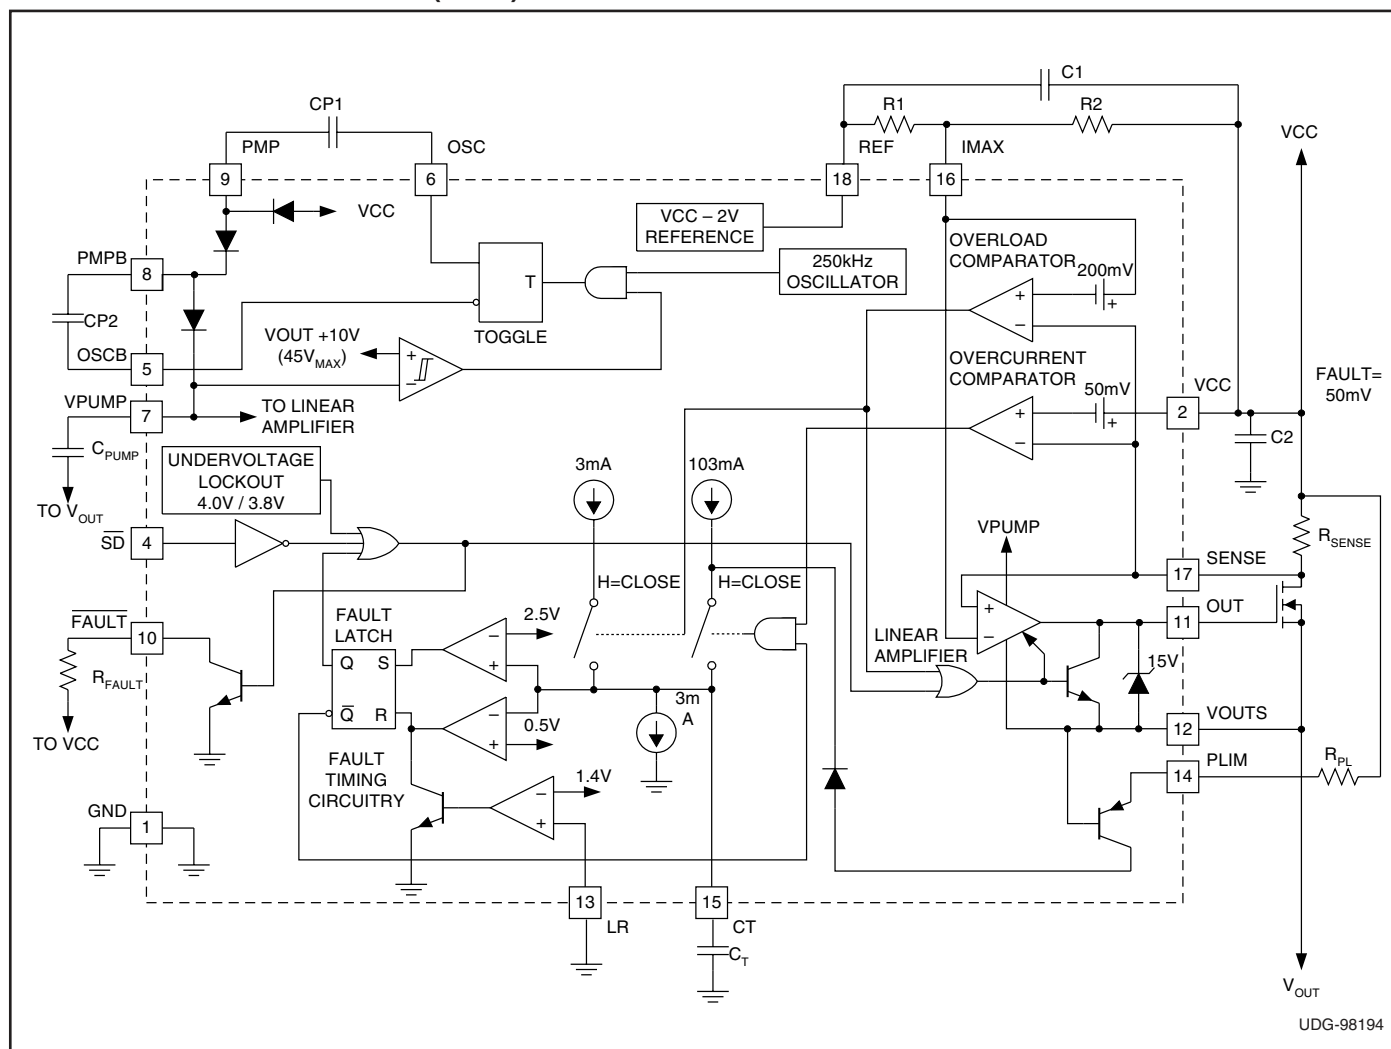 C1
CP1
R1
R2
PMP
OSC
REF
IMAX
VCC
9
6
18
16
VCC
VCC – 2V
REFERENCE
OVERLOAD
COMPARATOR
200mV
PMPB
8
T
250kHz
OSCILLATOR
+
–
+
CP2
TOGGLE
VOUT +10V
(45VMAX)
OSCB
5
+
–
OVERCURRENT
COMPARATOR
50mV
VCC
2
FAULT=
50mV
VPUMP
7
TO LINEAR
AMPLIFIER
+
–
+
C2
CPUMP
UNDERVOLTAGE
LOCKOUT
4.0V / 3.8V
3mA
103mA
TO VOUT
SD
4
VPUMP
RSENSE
SENSE
17
H=CLOSE
H=CLOSE
FAULT
10
FAULT
LATCH
2.5V
+
–
OUT
11
LINEAR
AMPLIFIER
Q
S
–
+
15V
RFAULT
3m
A
Q
R
–
+
0.5V
VOUTS
12
TO VCC
FAULT
TIMING
CIRCUITRY
1.4V
PLIM
14
RPL
GND
1
–
+
13
LR
15
CT
CT
VOUT
UDG-98194